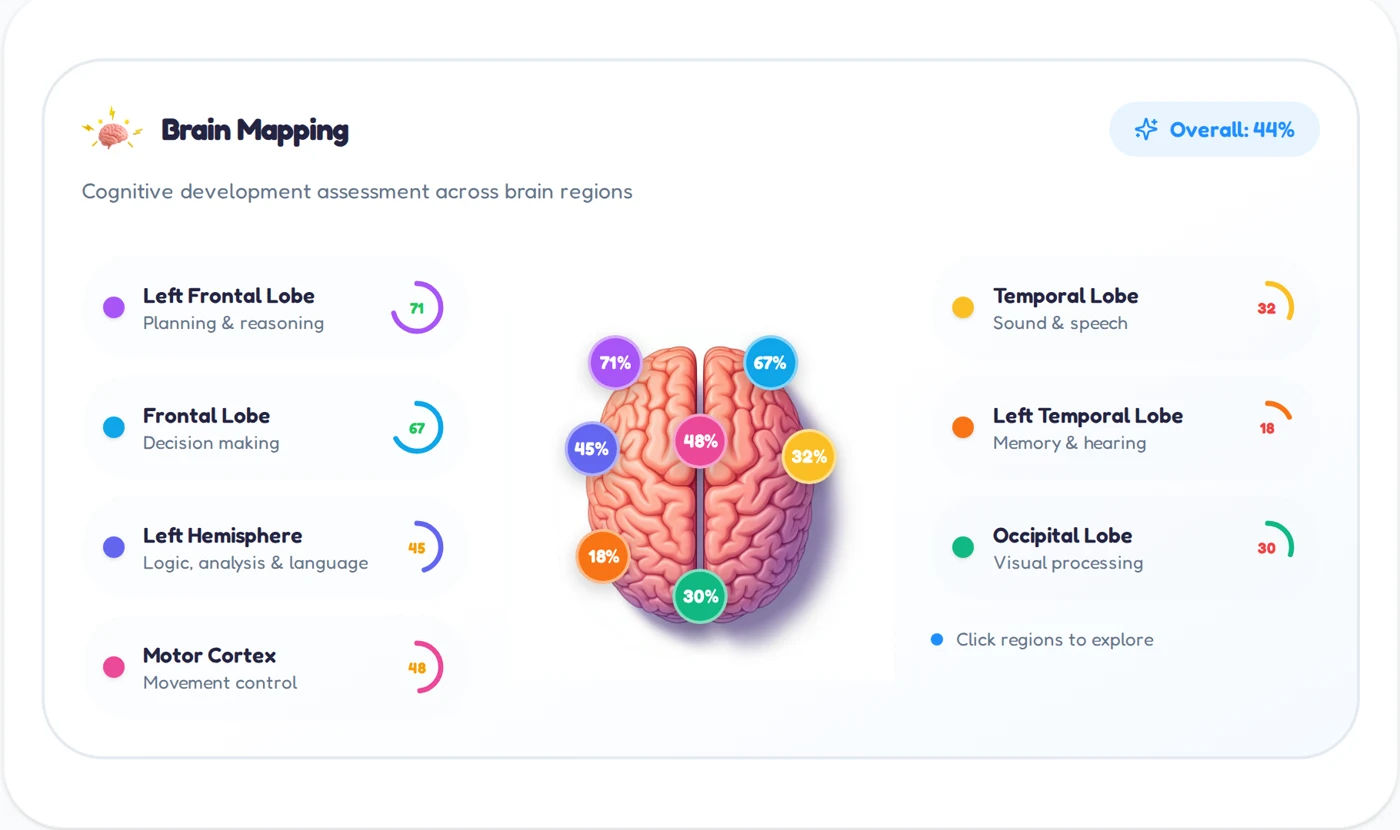 Brain Mapping
Overall: 44%
Cognitive development assessment across brain regions
Left Frontal Lobe
Planning & reasoning
71
Frontal Lobe
Decision making
67
Left Hemisphere
Logic, analysis & language
45
Motor Cortex
Movement control
48
71%
67%
45%
48%
32%
18%
30%
Temporal Lobe
Sound & speech
32
Left Temporal Lobe
Memory & hearing
18
Occipital Lobe
Visual processing
30
Click regions to explore